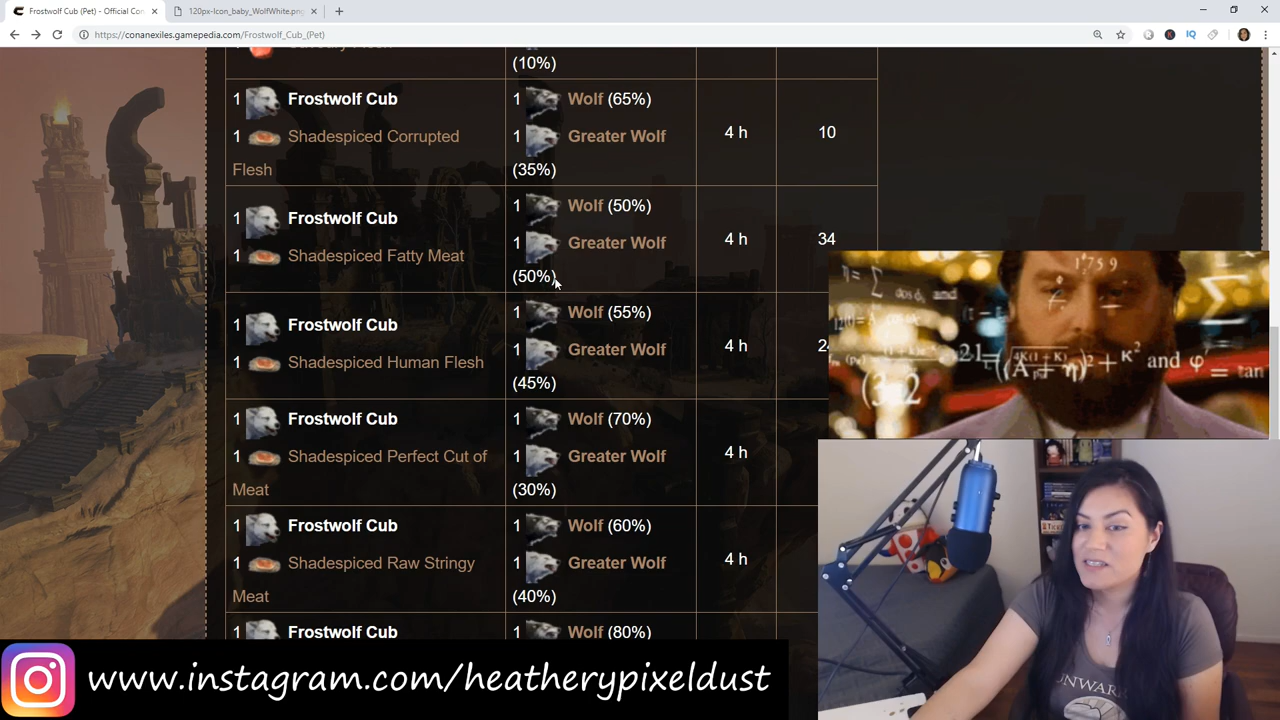 Frostwolf Cub (Pet) - Official Con
120px-Icon_baby_WolfWhite.png
https://conanexiles.gamepedia.com/Frostwolf_Cub_(Pet)
(10%)
1 Frostwolf Cub
1 Shadespiced Corrupted
Flesh
1 Wolf (65%)
1 Greater Wolf
(35%)
4 h
10
1 Frostwolf Cub
1 Shadespiced Fatty Meat
1 Wolf (50%)
1 Greater Wolf
(50%)
4 h
34
1 Frostwolf Cub
1 Shadespiced Human Flesh
1 Wolf (55%)
1 Greater Wolf
(45%)
4 h
1 Frostwolf Cub
1 Shadespiced Perfect Cut of
Meat
1 Wolf (70%)
1 Greater Wolf
(30%)
4 h
1 Frostwolf Cub
1 Shadespiced Raw Stringy
Meat
1 Wolf (60%)
1 Greater Wolf
(40%)
4 h
1 Frostwolf Cub
1 Wolf (80%)
www.instagram.com/heatherypixeldust